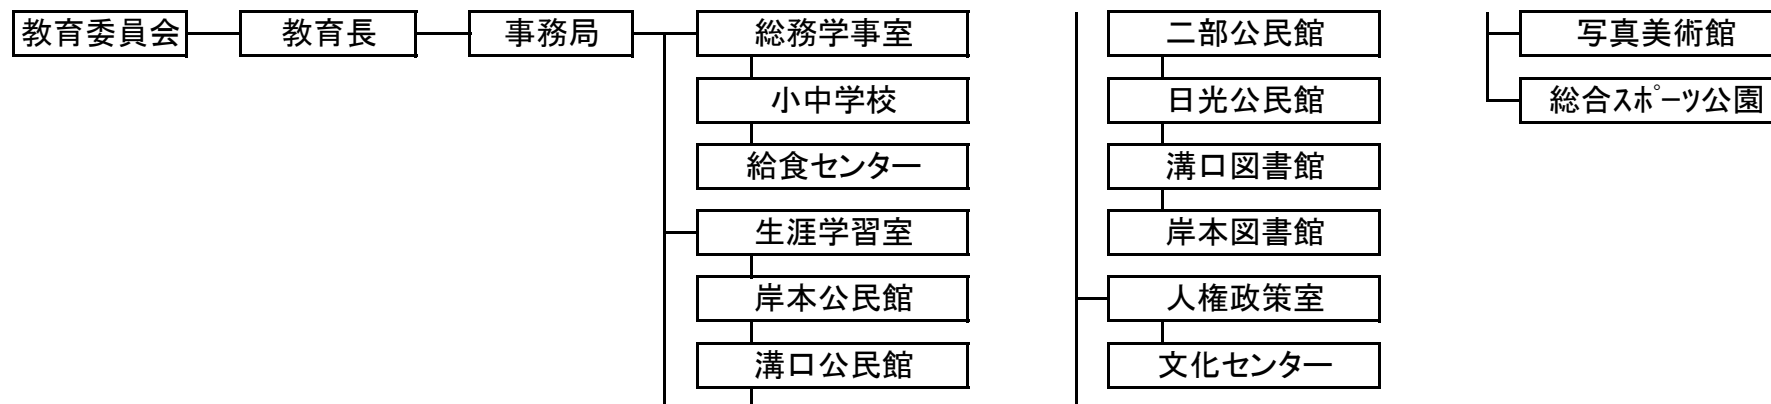 教育委員会
教育長
事務局
総務学事室
小中学校
給食センター
生涯学習室
岸本公民館
溝口公民館
二部公民館
日光公民館
溝口図書館
岸本図書館
人権政策室
文化センター
写真美術館
総合ｽﾎﾟｰﾂ公園